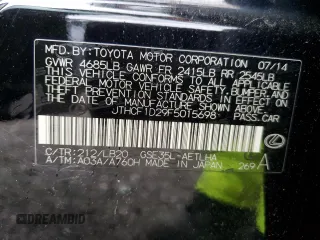 MFD.BY:TOYOTA MOTOR CORPORATION 07/14
GVWR 4685LB GAWR FR 2415LB RR 2545LB
THIS VEHICLE CONFORMS TO ALL APPLICABLE
FEDERAL MOTOR VEHICLE SAFETY, BUMPER, AND
THEFT PREVENTION STANDARDS IN EFFECT ON
THE DATE OF MANUFACTURE SHOWN ABOVE.
JTHCF1D29F5015698 PASS.CAR
C/TR:212/LB20 GSE35L-AETLHA
A/TM: A03A/A760H MADE IN JAPAN 269 A
CLEARBID